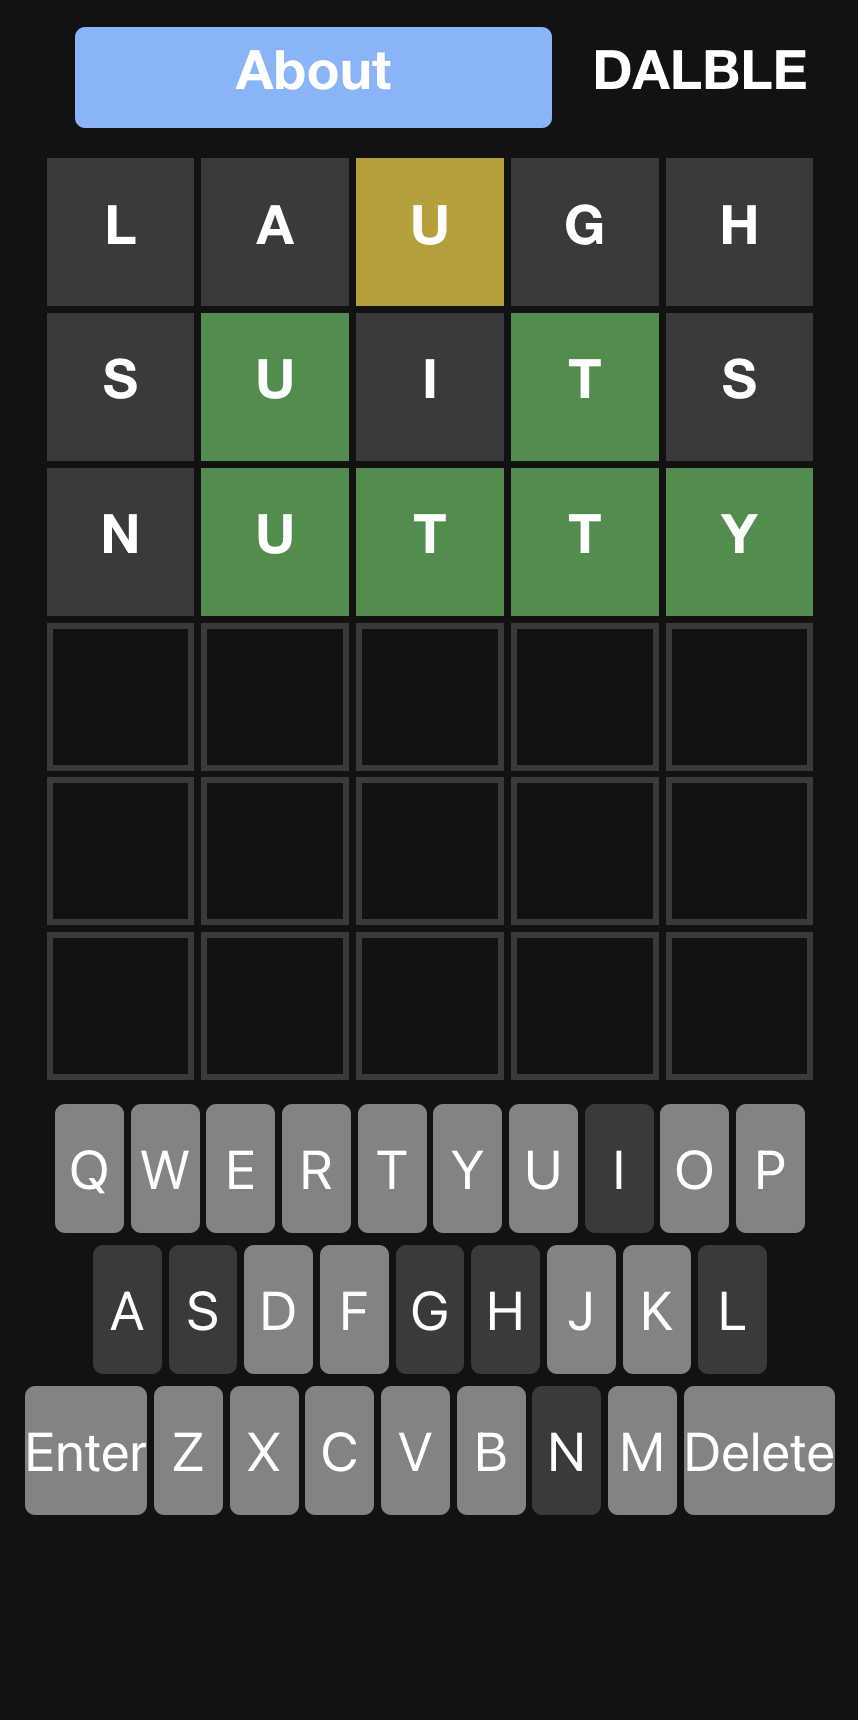 About DALBLE
L A U G H
S U I T S
N U T T Y
Q W E R T Y U I O P
A S D F G H J K L
Enter Z X C V B N M Delete